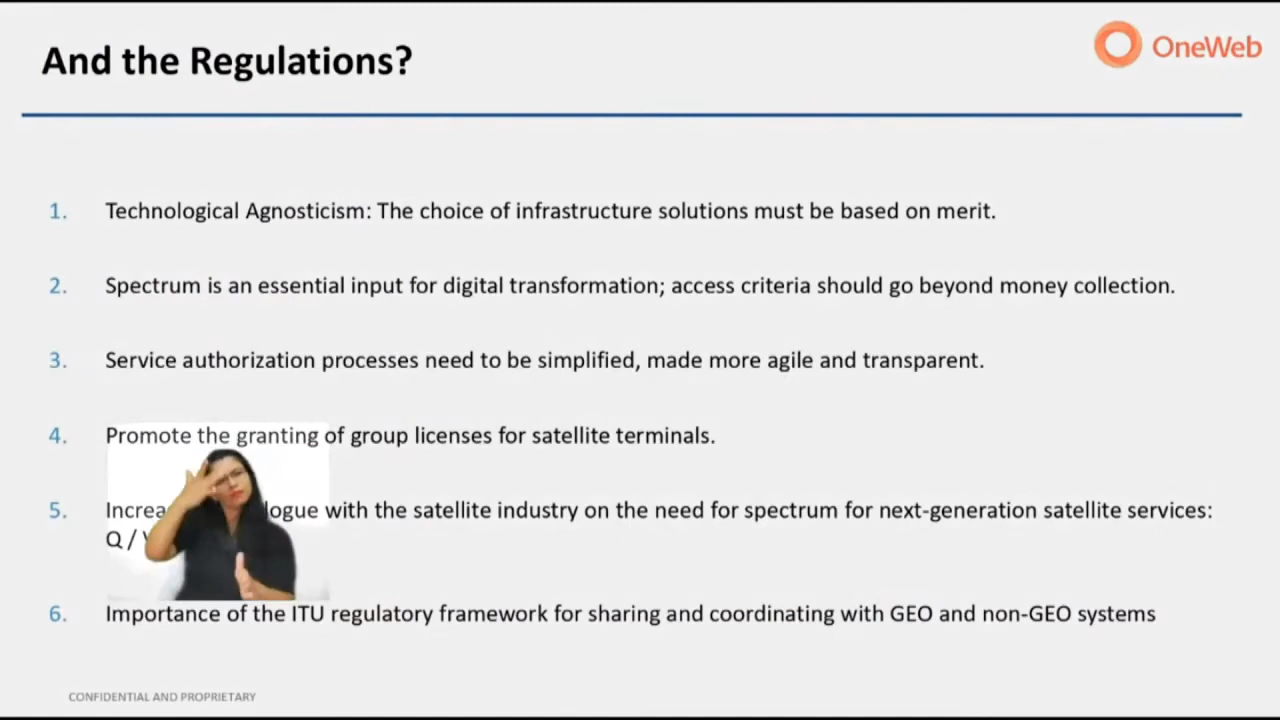 And the Regulations?
OneWeb
1. Technological Agnosticism: The choice of infrastructure solutions must be based on merit.
2. Spectrum is an essential input for digital transformation; access criteria should go beyond money collection.
3. Service authorization processes need to be simplified, made more agile and transparent.
4. Promote the granting of group licenses for satellite terminals.
5. with the satellite industry on the need for spectrum for next-generation satellite services:
Q /
6. Importance of the ITU regulatory framework for sharing and coordinating with GEO and non-GEO systems
CONFIDENTIAL AND PROPRIETARY